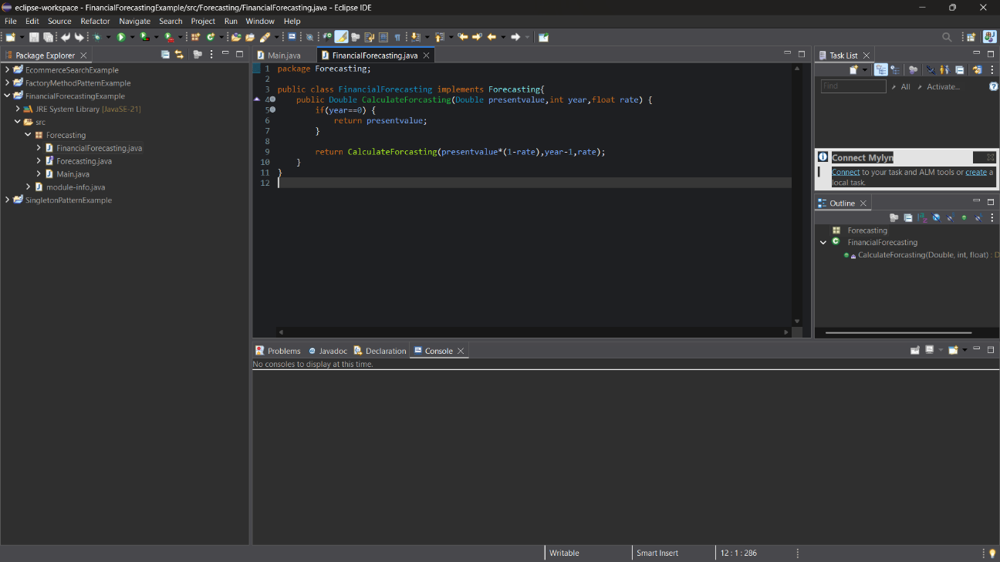 eclipse-workspace - FinancialForecastingExample/src/Forecasting/FinancialForecasting.java - Eclipse IDE
File Edit Source Refactor Navigate Search Project Run Window Help
Package Explorer
EcommerceSearchExample
FactoryMethodPatternExample
FinancialForecastingExample
JRE System Library [JavaSE-21]
src
Forecasting
FinancialForecasting.java
Forecasting.java
Main.java
module-info.java
SingletonPatternExample
Main.java FinancialForecasting.java
1 package Forecasting;
2
3 public class FinancialForecasting implements Forecasting{
4 public Double CalculateForcasting(Double presentvalue,int year,float rate) {
5 if(year==0) {
6 return presentvalue;
7 }
8
9 return CalculateForcasting(presentvalue*(1-rate),year-1,rate);
10 }
11 }
12
Task List
Find All Activate...
Connect Mylyn
Connect to your task and ALM tools or create a
local task.
Outline
Forecasting
FinancialForecasting
CalculateForcasting(Double, int, float) : D
Problems Javadoc Declaration Console
No consoles to display at this time.
Writable Smart Insert 12 : 1 : 286